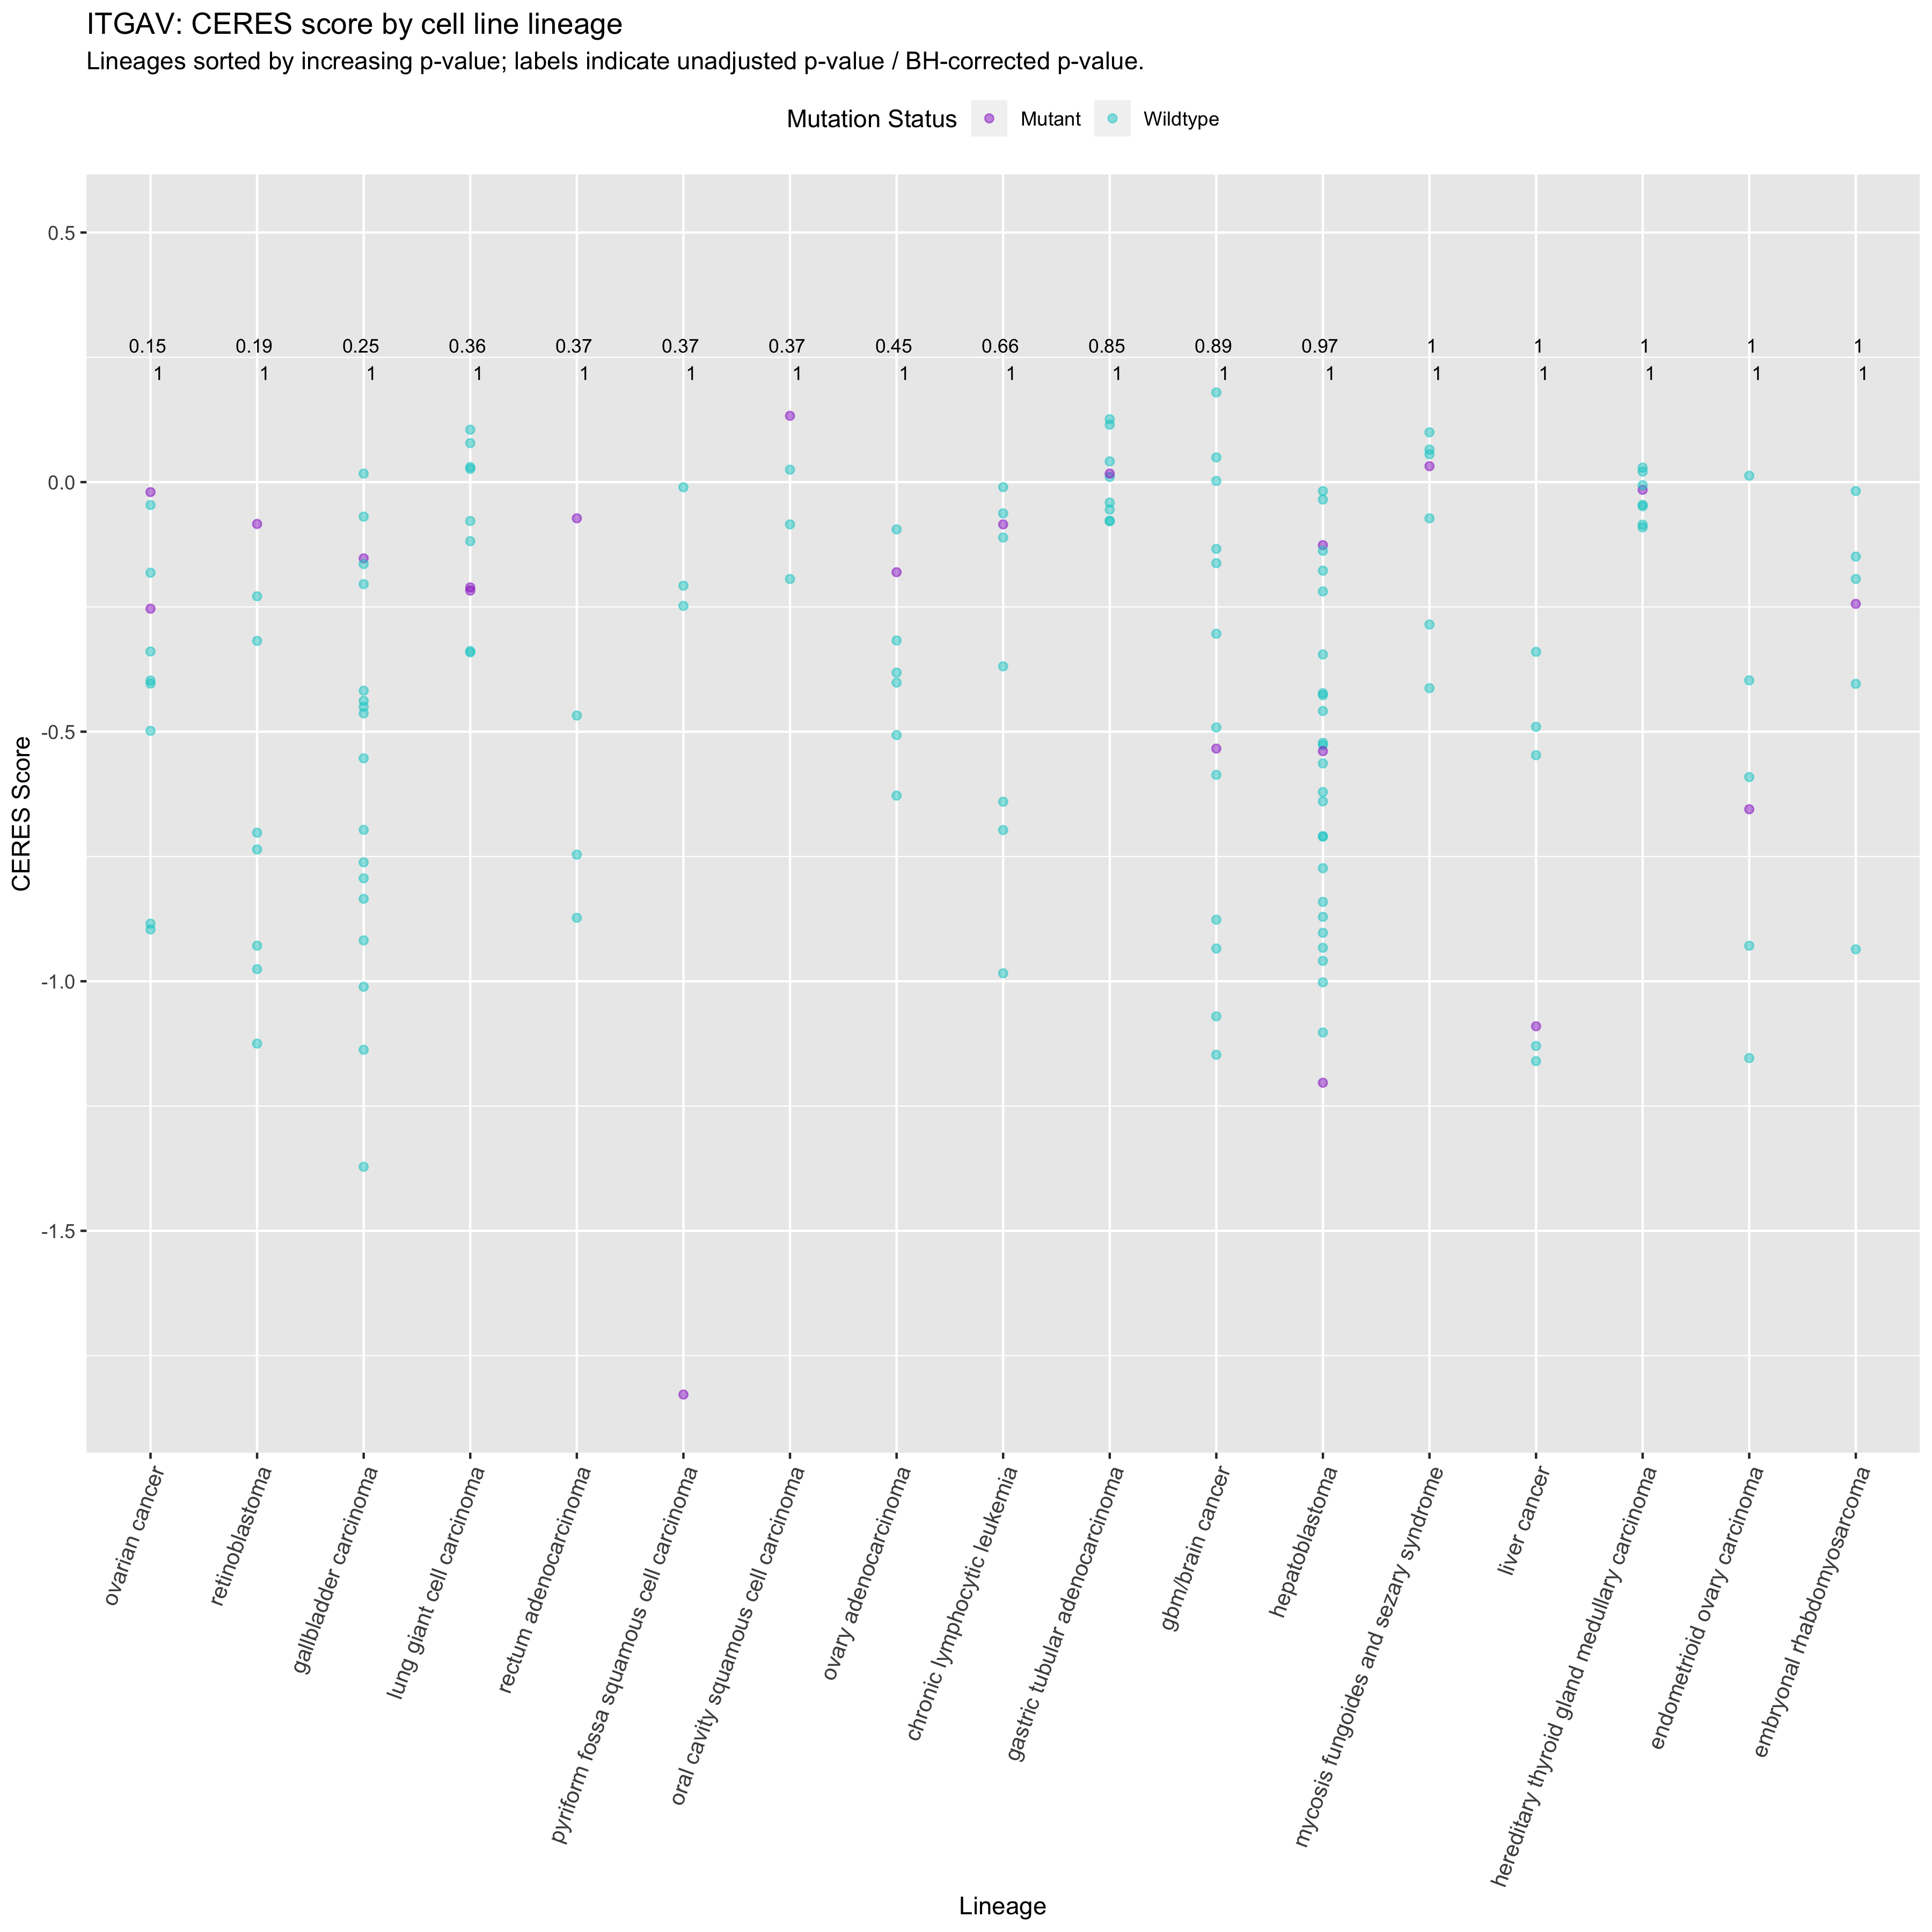 ITGAV: CERES score by cell line lineage
Lineages sorted by increasing p-value; labels indicate unadjusted p-value / BH-corrected p-value.
Mutation Status Mutant Wildtype
0.5
0.0
-0.5
-1.0
-1.5
CERES Score
0.15 0.19 0.25 0.36 0.37 0.37 0.37 0.45 0.66 0.85 0.89 0.97 1 1 1 1 1
1 1 1 1 1 1 1 1 1 1 1 1 1 1 1 1 1
ovarian cancer
retinoblastoma
gallbladder carcinoma
lung giant cell carcinoma
rectum adenocarcinoma
pyriform fossa squamous cell carcinoma
oral cavity squamous cell carcinoma
ovary adenocarcinoma
chronic lymphocytic leukemia
gastric tubular adenocarcinoma
gbm/brain cancer
hepatoblastoma
mycosis fungoides and sezary syndrome
liver cancer
hereditary thyroid gland medullary carcinoma
endometrioid ovary carcinoma
embryonal rhabdomyosarcoma
Lineage